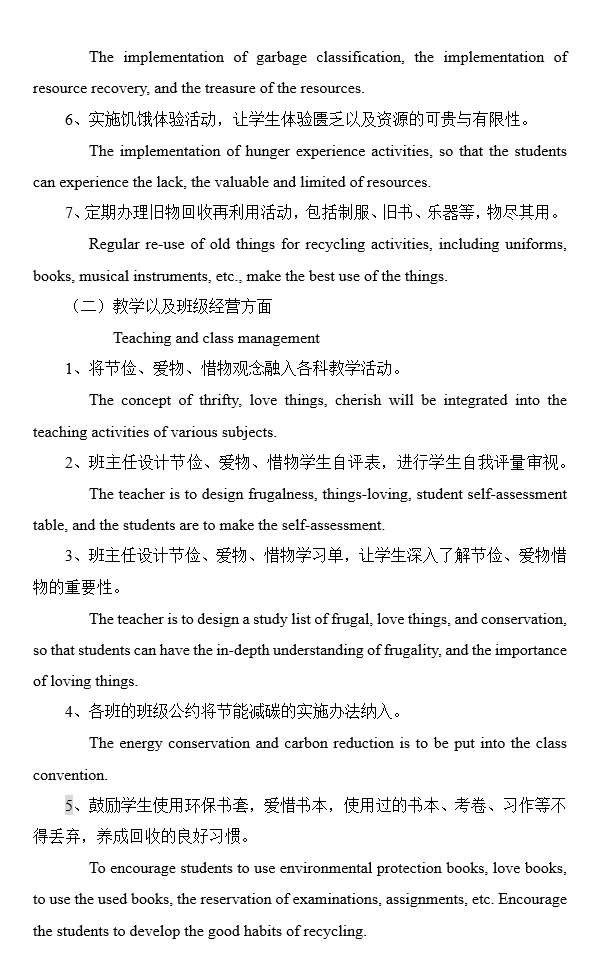 The implementation of garbage classification, the implementation of
resource recovery, and the treasure of the resources.
6、实施饥饿体验活动，让学生体验匮乏以及资源的可贵与有限性。
The implementation of hunger experience activities, so that the students
can experience the lack, the valuable and limited of resources.
7、定期办理旧物回收再利用活动，包括制服、旧书、乐器等，物尽其用。
Regular re-use of old things for recycling activities, including uniforms,
books, musical instruments, etc., make the best use of the things.
（二）教学以及班级经营方面
Teaching and class management
1、将节俭、爱物、惜物观念融入各科教学活动。
The concept of thrifty, love things, cherish will be integrated into the
teaching activities of various subjects.
2、班主任设计节俭、爱物、惜物学生自评表，进行学生自我评量审视。
The teacher is to design frugalness, things-loving, student self-assessment
table, and the students are to make the self-assessment.
3、班主任设计节俭、爱物、惜物学习单，让学生深入了解节俭、爱物惜
物的重要性。
The teacher is to design a study list of frugal, love things, and conservation,
so that students can have the in-depth understanding of frugality, and the importance
of loving things.
4、各班的班级公约将节能减碳的实施办法纳入。
The energy conservation and carbon reduction is to be put into the class
convention.
5、鼓励学生使用环保书套，爱惜书本，使用过的书本、考卷、习作等不
得丢弃，养成回收的良好习惯。
To encourage students to use environmental protection books, love books,
to use the used books, the reservation of examinations, assignments, etc. Encourage
the students to develop the good habits of recycling.